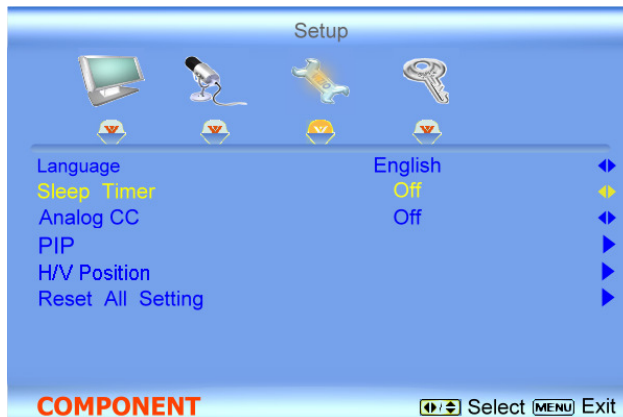 Setup
Language English
Sleep Timer Off
Analog CC Off
PIP
H/V Position
Reset All Setting
COMPONENT Select MENU Exit